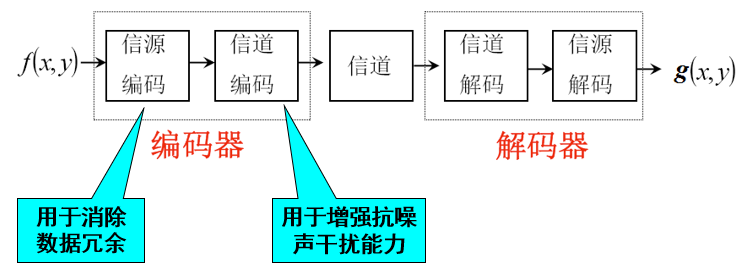 f(x,y)
信源
编码
信道
编码
信道
信道
解码
信源
解码
g(x,y)
编码器
解码器
用于消除
数据冗余
用于增强抗噪
声干扰能力